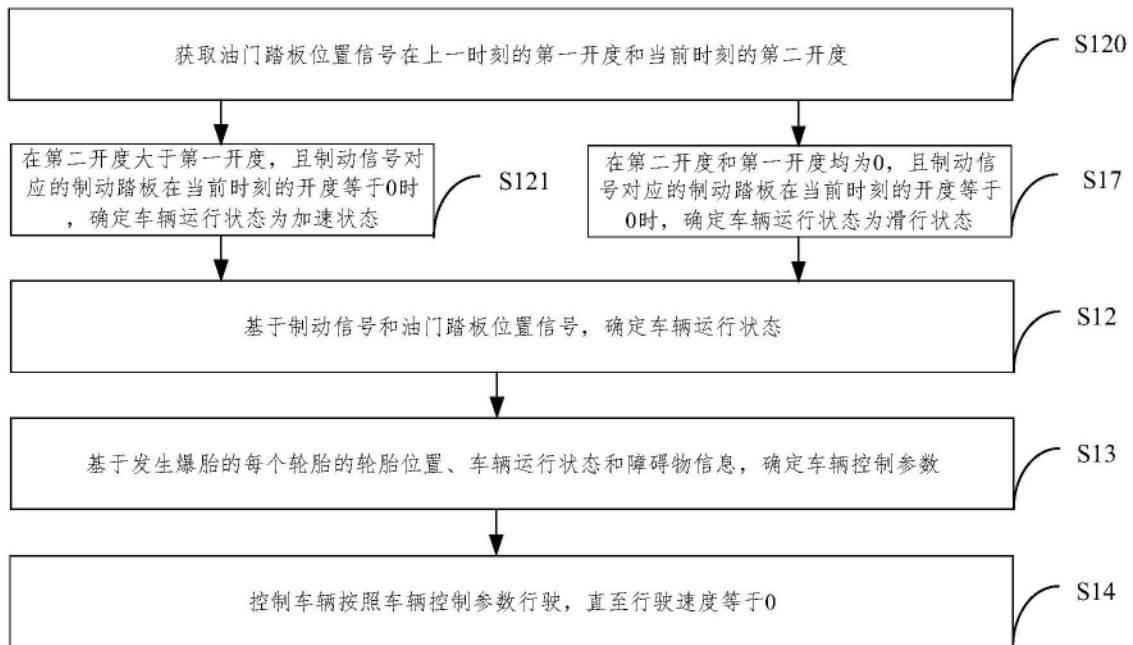 获取油门踏板位置信号在上一时刻的第一开度和当前时刻的第二开度
S120
在第二开度大于第一开度，且制动信号对
应的制动踏板在当前时刻的开度等于0时
，确定车辆运行状态为加速状态
S121
在第二开度和第一开度均为0，且制动信
号对应的制动踏板在当前时刻的开度等于
0时，确定车辆运行状态为滑行状态
S17
基于制动信号和油门踏板位置信号，确定车辆运行状态
S12
基于发生爆胎的每个轮胎的轮胎位置、车辆运行状态和障碍物信息，确定车辆控制参数
S13
控制车辆按照车辆控制参数行驶，直至行驶速度等于0
S14